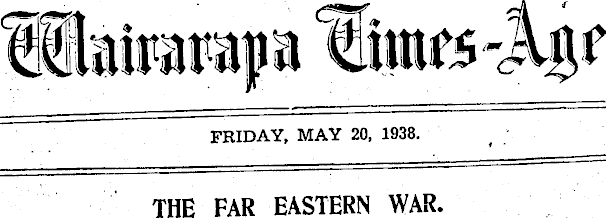 Wairarapa Times-Age
FRIDAY, MAY 20, 1938.
THE FAR EASTERN WAR.